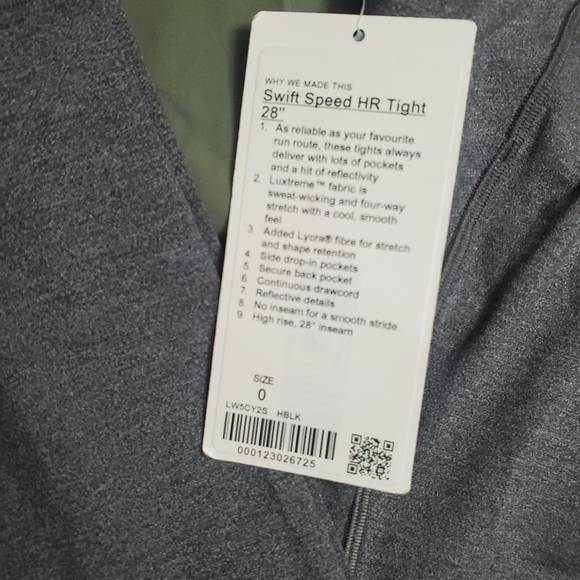 WHY WE MADE THIS
Swift Speed HR Tight
28"
1. As reliable as your favourite
run route, these tights always
deliver with lots of pockets
and a hit of reflectivity
2. Luxtreme™ fabric is
sweat-wicking and four-way
stretch with a cool, smooth
feel
3. Added Lycra® fibre for stretch
and shape retention
4. Side drop-in pockets
5. Secure back pocket
6. Continuous drawcord
7. Reflective details
8. No inseam for a smooth stride
9. High rise, 28" inseam
SIZE
0
LW5CY2S HBLK
000123026725